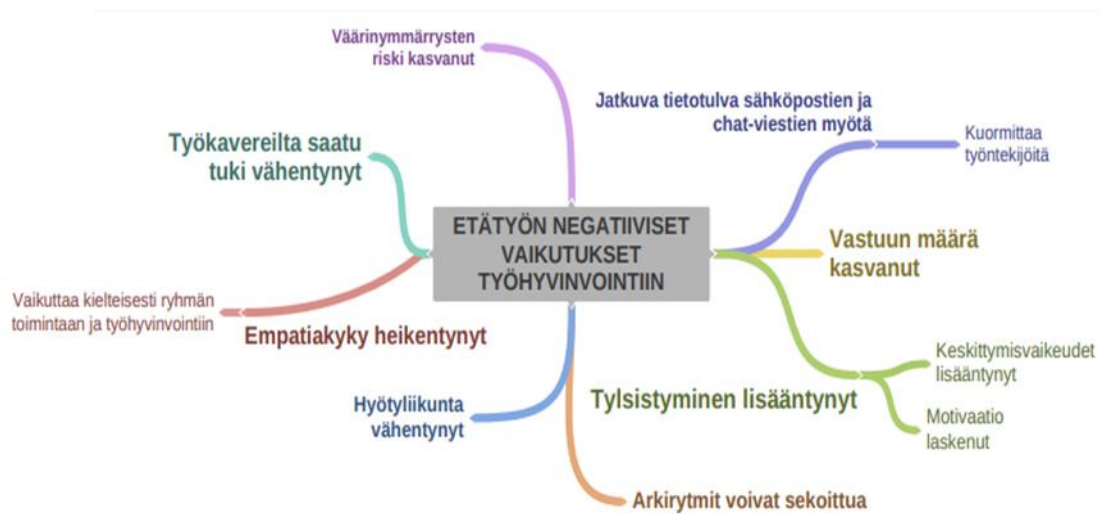 Väärinymmärrysten
riski kasvanut
Jatkuva tietotulva sähköpostien ja
chat-viestien myötä
Kuormittaa
työntekijöitä
Työkavereilta saatu
tuki vähentynyt
ETÄTYÖN NEGATIIVISET
VAIKUTUKSET
TYÖHYVINVOINTIIN
Vastuun määrä
kasvanut
Vaikuttaa kielteisesti ryhmän
toimintaan ja työhyvinvointiin
Empatiakyky heikentynyt
Keskittymisvaikeudet
lisääntynyt
Tylsistyminen lisääntynyt
Motivaatio
laskenut
Hyötyliikunta
vähentynyt
Arkirytmit voivat sekoittua